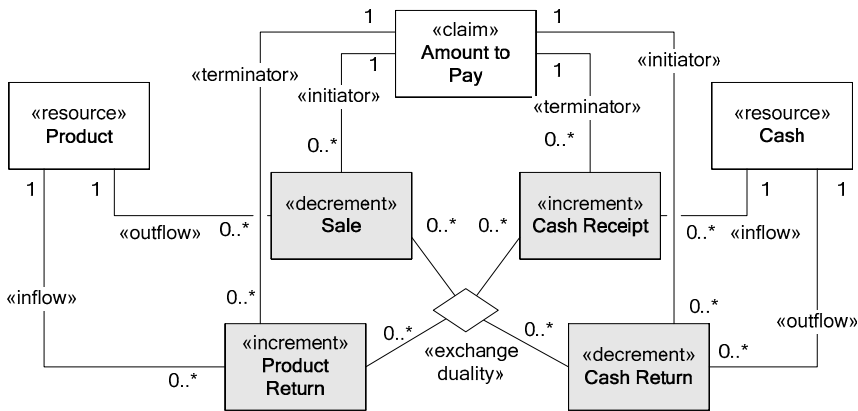 1
«claim»
Amount to
Pay
1
«terminator»
1
1
«initiator»
«initiator»
«terminator»
«resource»
Product
«resource»
Cash
0..*
0..*
1
1
«decrement»
Sale
«increment»
Cash Receipt
1
1
«outflow»
0..*
0..*
0..*
0..*
«inflow»
«inflow»
0..*
0..*
«outflow»
«increment»
Product
Return
0..*
0..*
«exchange
duality»
0..*
«decrement»
Cash Return
0..*